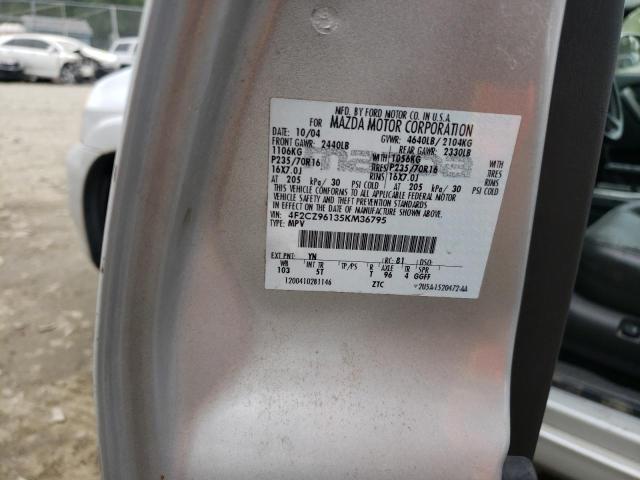 MFD. BY FORD MOTOR CO. IN U.S.A.
FOR MAZDA MOTOR CORPORATION
DATE: 10/04 GVWR: 4640LB/ 2104KG
FRONT GAWR: 2440LB REAR GAWR: 2330LB
1106KG WITH 1056KG WITH
P235/70R16 TIRES P235/70R16 TIRES
16X7.0J RIMS 16X7.0J RIMS
AT 205 kPa/ 30 PSI COLD AT 205 kPa/ 30 PSI COLD
THIS VEHICLE CONFORMS TO ALL APPLICABLE FEDERAL MOTOR
VEHICLE SAFETY AND THEFT PREVENTION STANDARDS
IN EFFECT ON THE DATE OF MANUFACTURE SHOWN ABOVE
VIN: 4F2CZ96135KM36795
TYPE: MPV
EXT PNT: YN RC: 81 DSO:
WB INT TR TP/PS R AXLE TR SPR
103 5T T 96 4 GGFF
1200410281146 ZTC